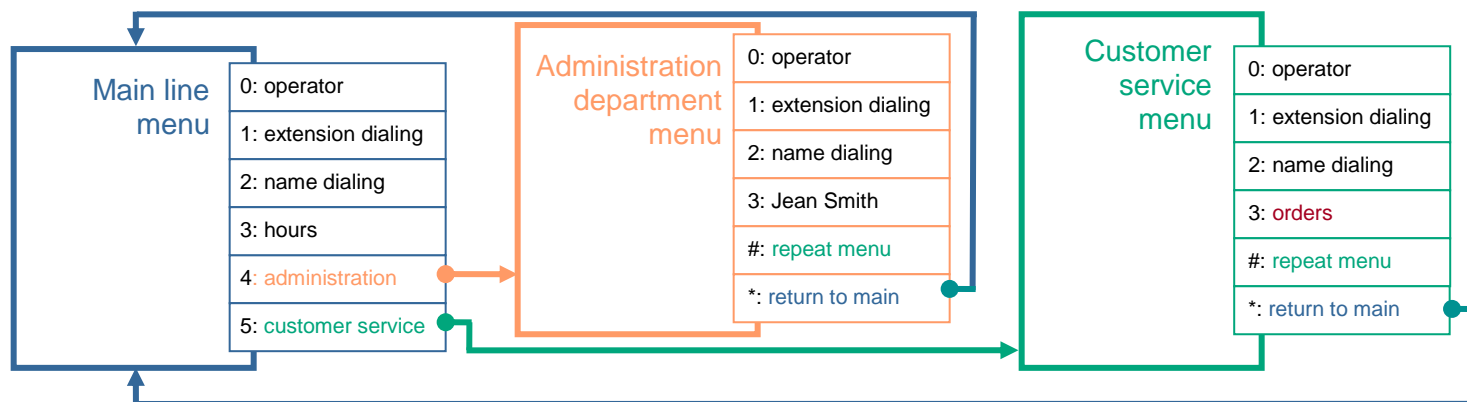 Main line
menu
0: operator
1: extension dialing
2: name dialing
3: hours
4: administration
5: customer service
Administration
department
menu
0: operator
1: extension dialing
2: name dialing
3: Jean Smith
#: repeat menu
*: return to main
Customer
service
menu
0: operator
1: extension dialing
2: name dialing
3: orders
#: repeat menu
*: return to main